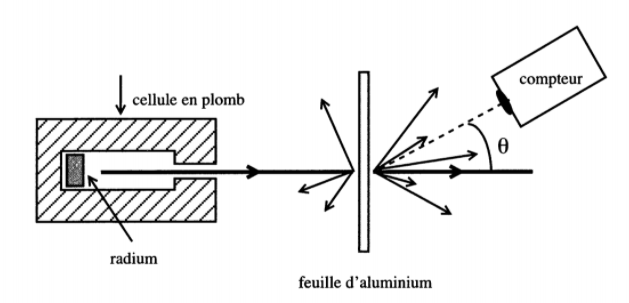 compteur
cellule en plomb
θ
radium
feuille d'aluminium